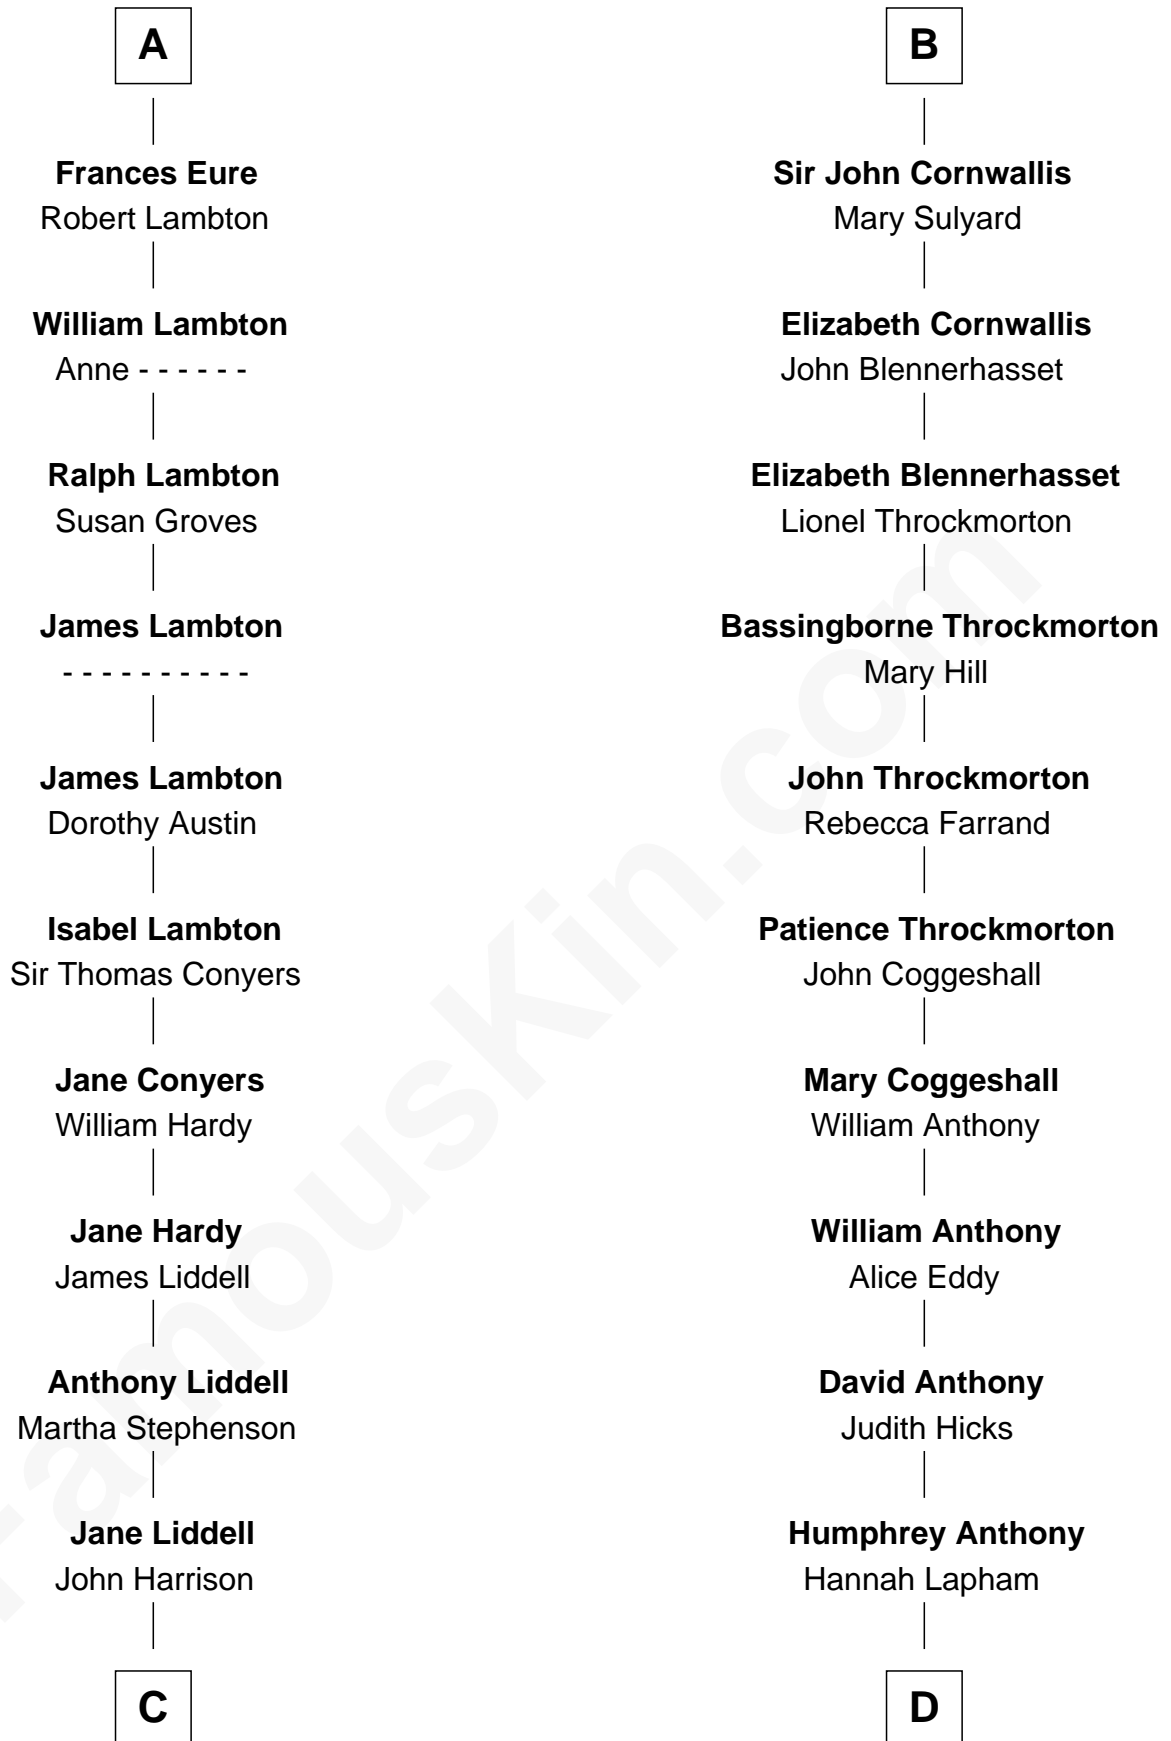 A
Frances Eure
Robert Lambton
William Lambton
Anne - - - - - -
Ralph Lambton
Susan Groves
James Lambton
- - - - - - - - - -
James Lambton
Dorothy Austin
Isabel Lambton
Sir Thomas Conyers
Jane Conyers
William Hardy
Jane Hardy
James Liddell
Anthony Liddell
Martha Stephenson
Jane Liddell
John Harrison
C
B
Sir John Cornwallis
Mary Sulyard
Elizabeth Cornwallis
John Blennerhasset
Elizabeth Blennerhasset
Lionel Throckmorton
Bassingborne Throckmorton
Mary Hill
John Throckmorton
Rebecca Farrand
Patience Throckmorton
John Coggeshall
Mary Coggeshall
William Anthony
William Anthony
Alice Eddy
David Anthony
Judith Hicks
Humphrey Anthony
Hannah Lapham
D
FamousKin.com